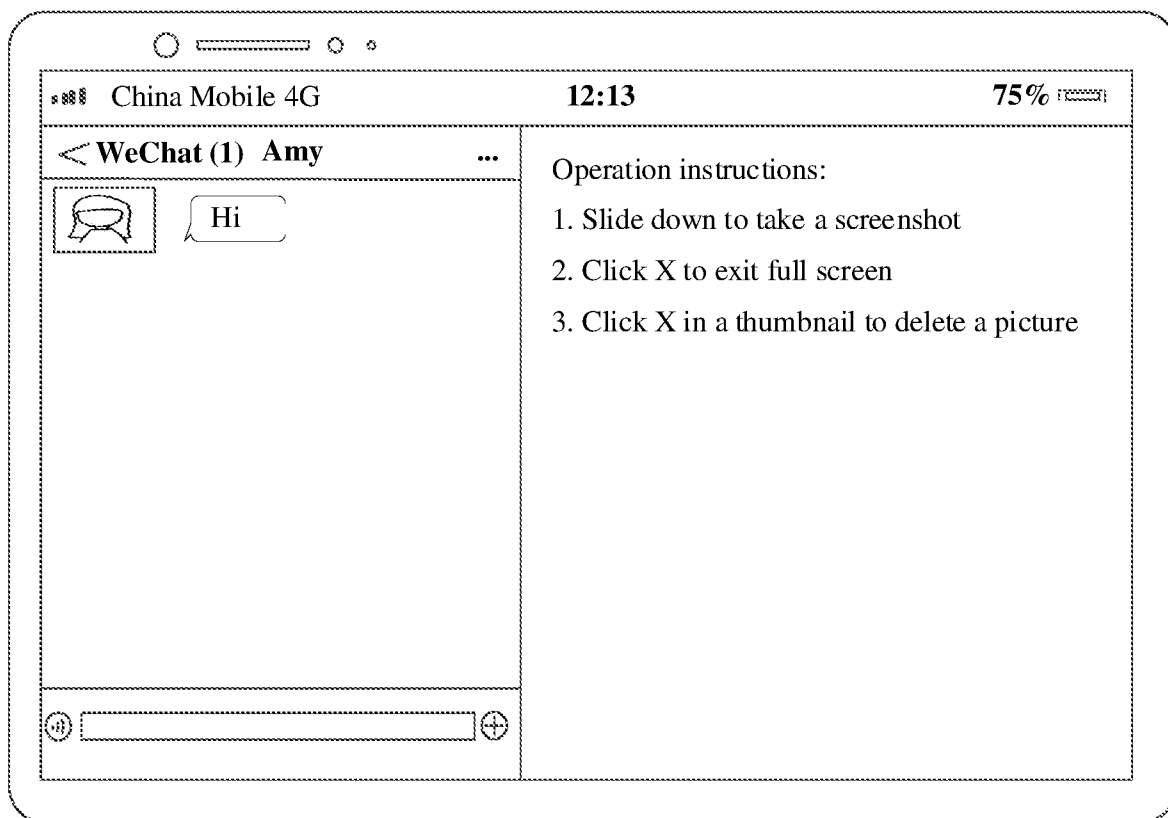 China Mobile 4G 12:13 75%
< WeChat (1) Amy ...
Hi
Operation instructions:
1. Slide down to take a screenshot
2. Click X to exit full screen
3. Click X in a thumbnail to delete a picture